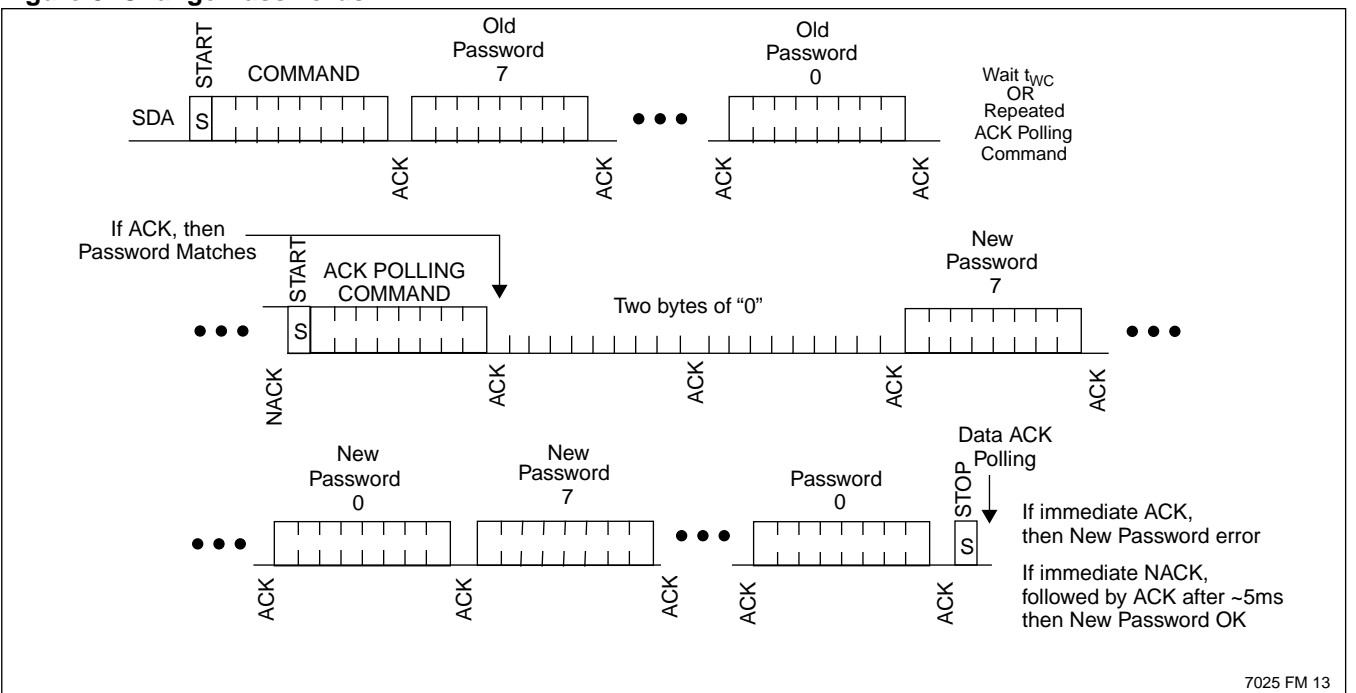 START
Old
Password
7
Old
Password
0
COMMAND
Wait tWC
OR
Repeated
ACK Polling
Command
SDA
S
ACK
ACK
ACK
ACK
If ACK, then
Password Matches
START
ACK POLLING
COMMAND
Two bytes of “0”
New
Password
7
S
NACK
ACK
ACK
ACK
ACK
New
Password
0
New
Password
7
Password
0
STOP
Data ACK
Polling
S
If immediate ACK,
then New Password error
If immediate NACK,
followed by ACK after ~5ms
then New Password OK
ACK
ACK
ACK
ACK
ACK
7025 FM 13